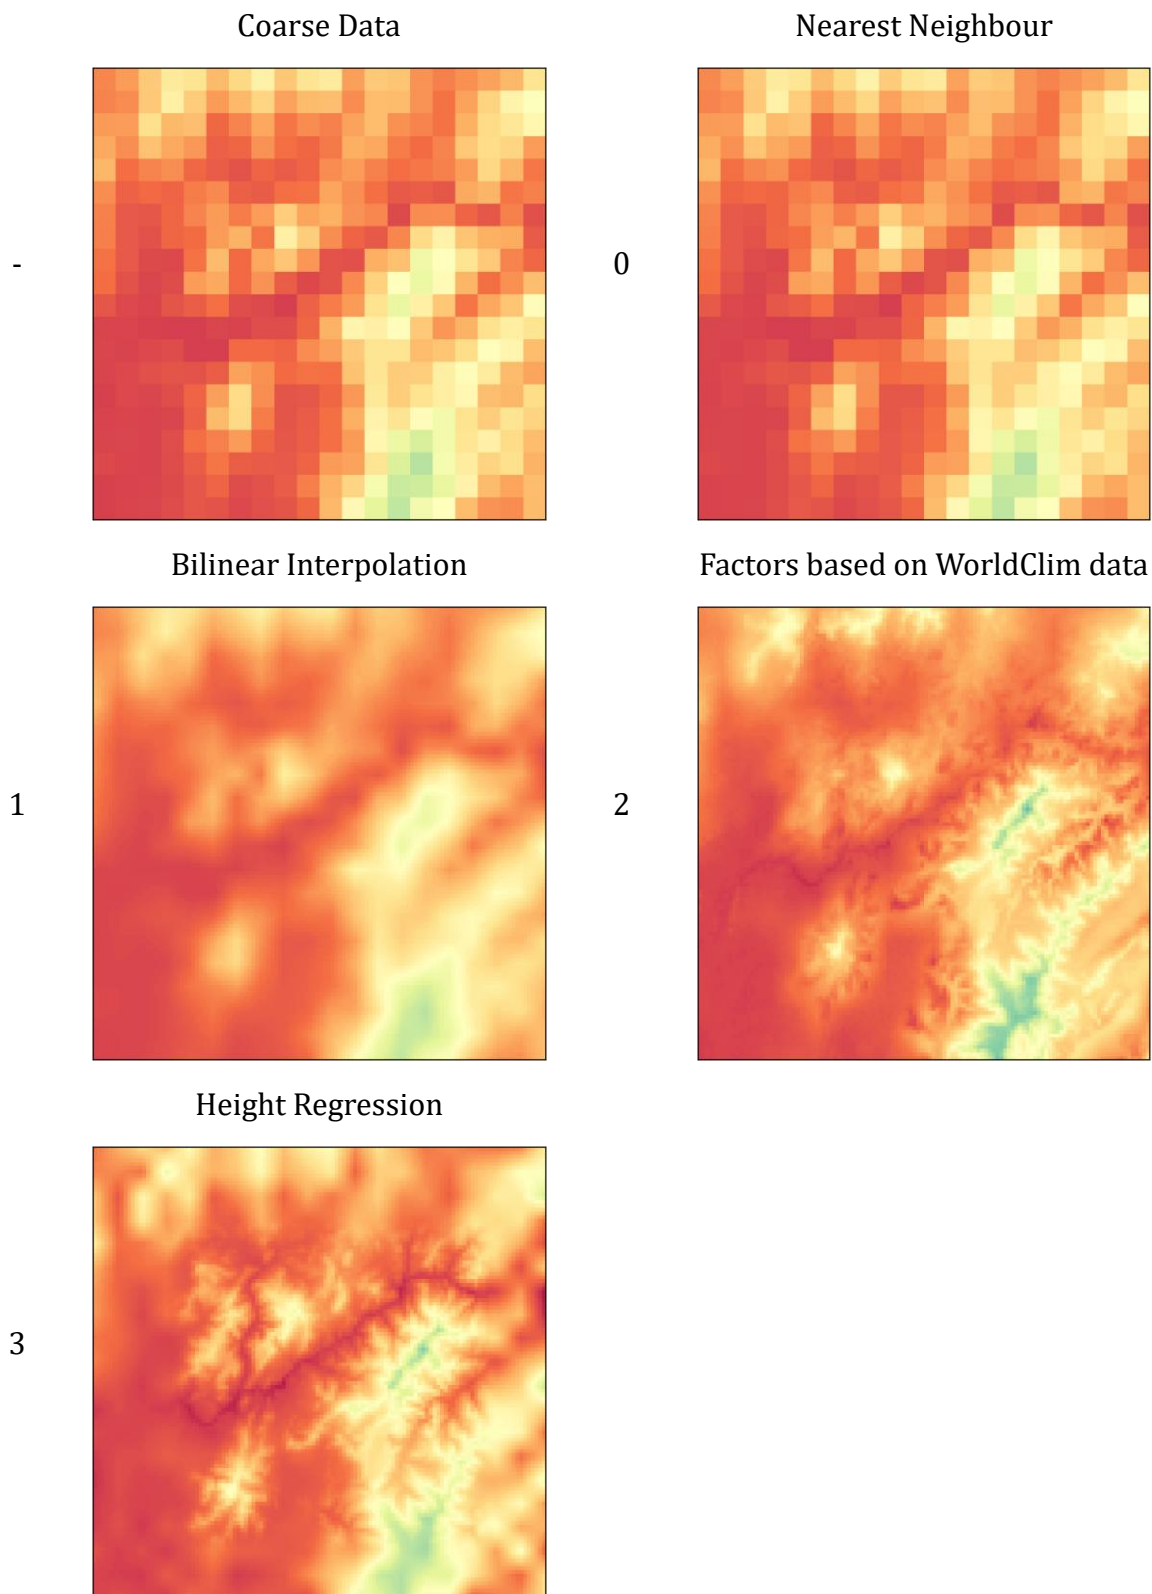 Coarse Data
Nearest Neighbour
-
0
Bilinear Interpolation
Factors based on WorldClim data
1
2
Height Regression
3